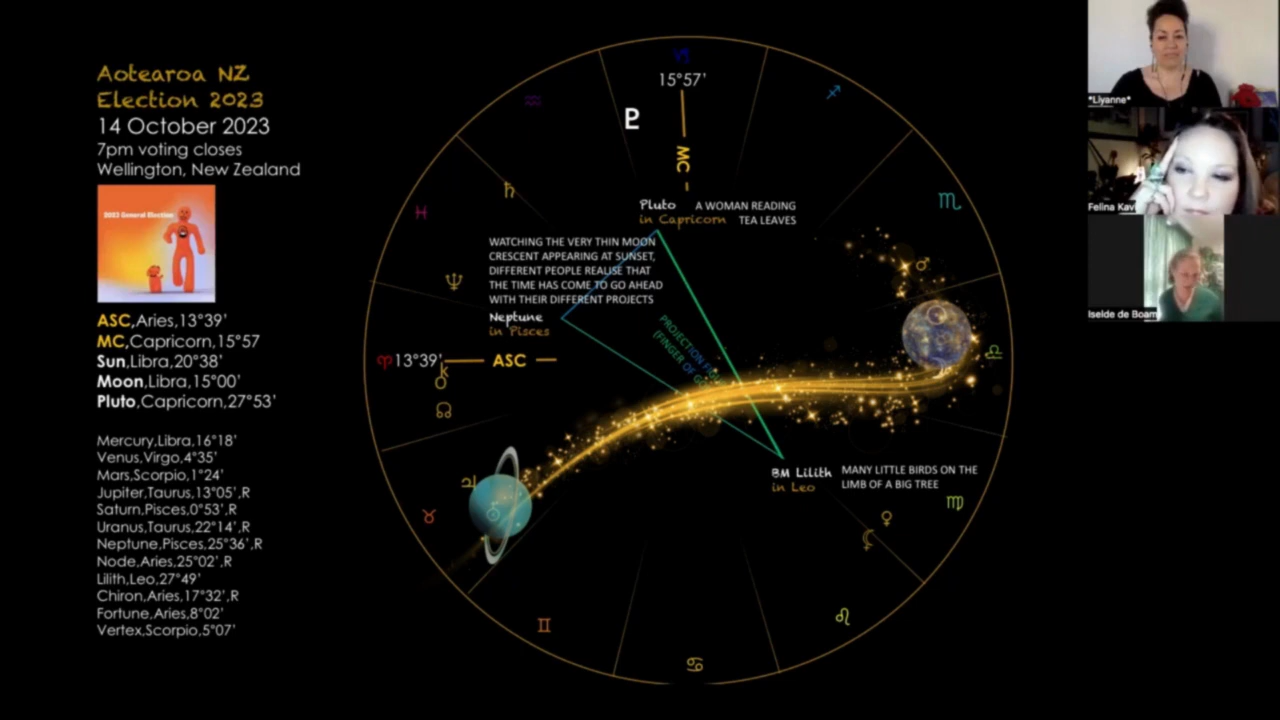 Aotearoa NZ
Election 2023
14 October 2023
7pm voting closes
Wellington, New Zealand
2023 General Election
ASC,Aries,13°39'
MC,Capricorn,15°57
Sun,Libra,20°38'
Moon,Libra,15°00'
Pluto,Capricorn,27°53'
Mercury,Libra,16°18'
Venus,Virgo,4°35'
Mars,Scorpio,1°24'
Jupiter,Taurus,13°05',R
Saturn,Pisces,0°53',R
Uranus,Taurus,22°14',R
Neptune,Pisces,25°36',R
Node,Aries,25°02',R
Lilith,Leo,27°49'
Chiron,Aries,17°32',R
Fortune,Aries,8°02'
Vertex,Scorpio,5°07'
15°57'
MC
Pluto
in Capricorn
A WOMAN READING
TEA LEAVES
WATCHING THE VERY THIN MOON
CRESCENT APPEARING AT SUNSET,
DIFFERENT PEOPLE REALISE THAT
THE TIME HAS COME TO GO AHEAD
WITH THEIR DIFFERENT PROJECTS
Neptune
in Pisces
PROJECTION
(FINGER OF
13°39'
ASC
BM Lilith
in Leo
MANY LITTLE BIRDS ON THE
LIMB OF A BIG TREE
*Liyanne*
Felina Kavi
Iselde de Boam